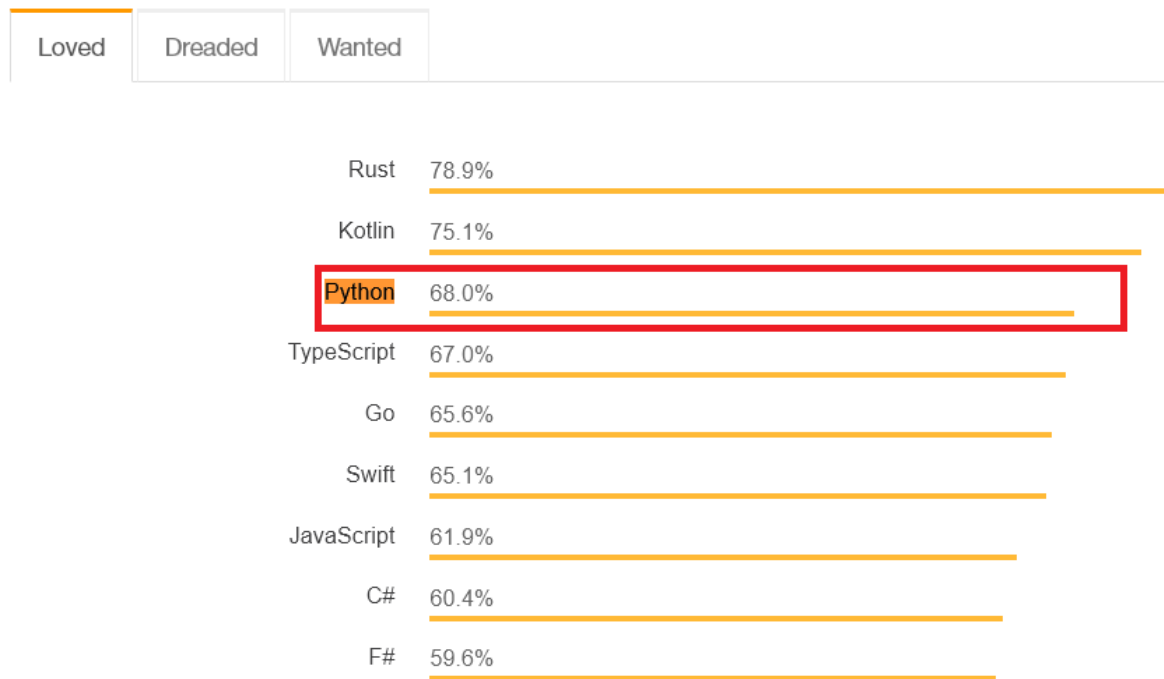 Loved Dreaded Wanted
Rust 78.9%
Kotlin 75.1%
Python 68.0%
TypeScript 67.0%
Go 65.6%
Swift 65.1%
JavaScript 61.9%
C# 60.4%
F# 59.6%